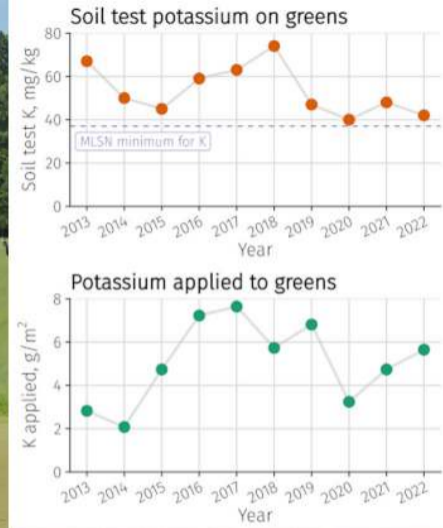 Soil test potassium on greens
Soil test K, mg/kg
80
60
40
20
0
MLSN minimum for K
2013 2014 2015 2016 2017 2018 2019 2020 2021 2022
Year
Potassium applied to greens
K applied, g/m²
8
6
4
2
0
2013 2014 2015 2016 2017 2018 2019 2020 2021 2022
Year